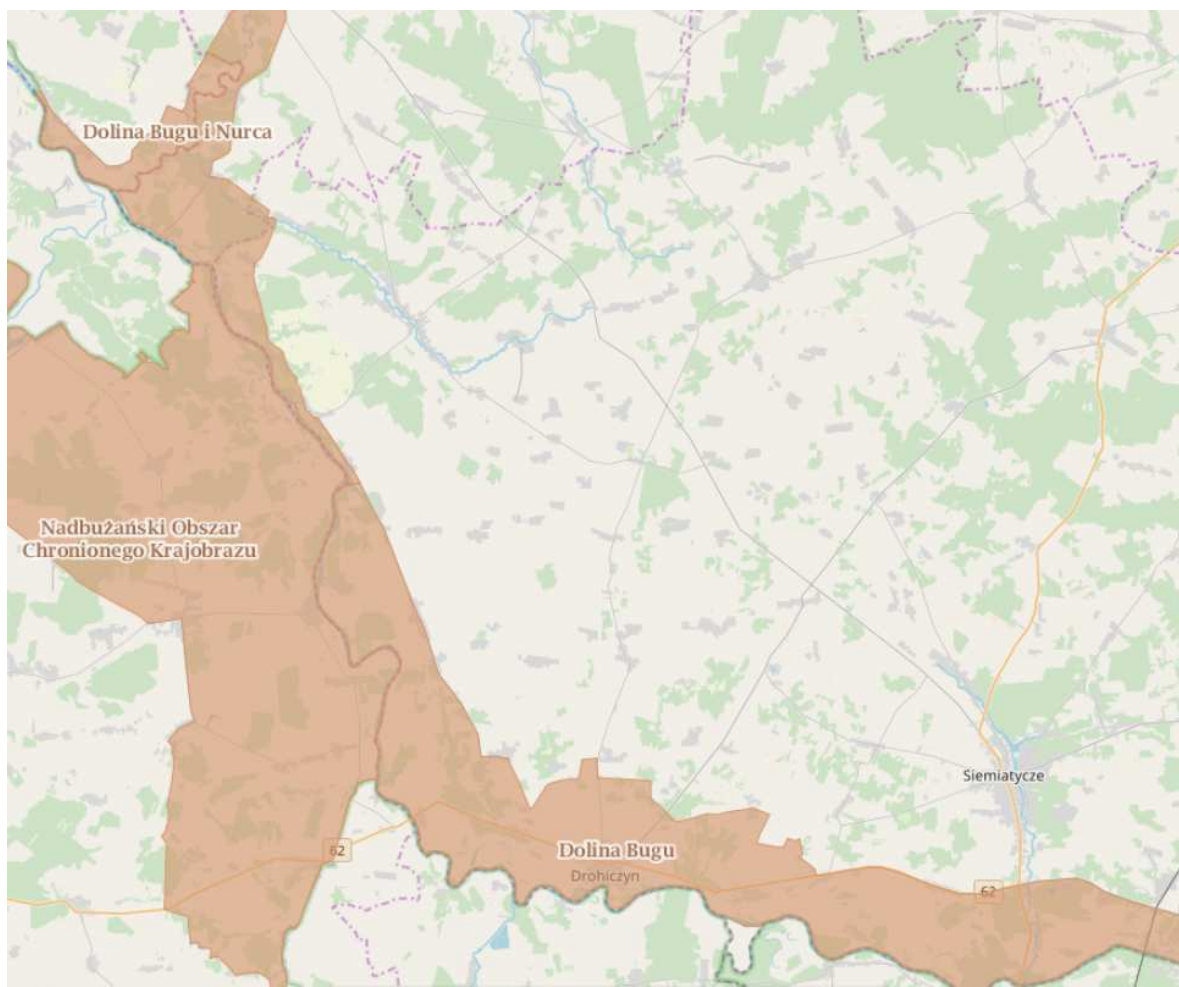 Dolina Bugu i Nurca
Nadbużański Obszar
Chronionego Krajobrazu
Siemiatycze
62
Dolina Bugu
Drohiczyn
62